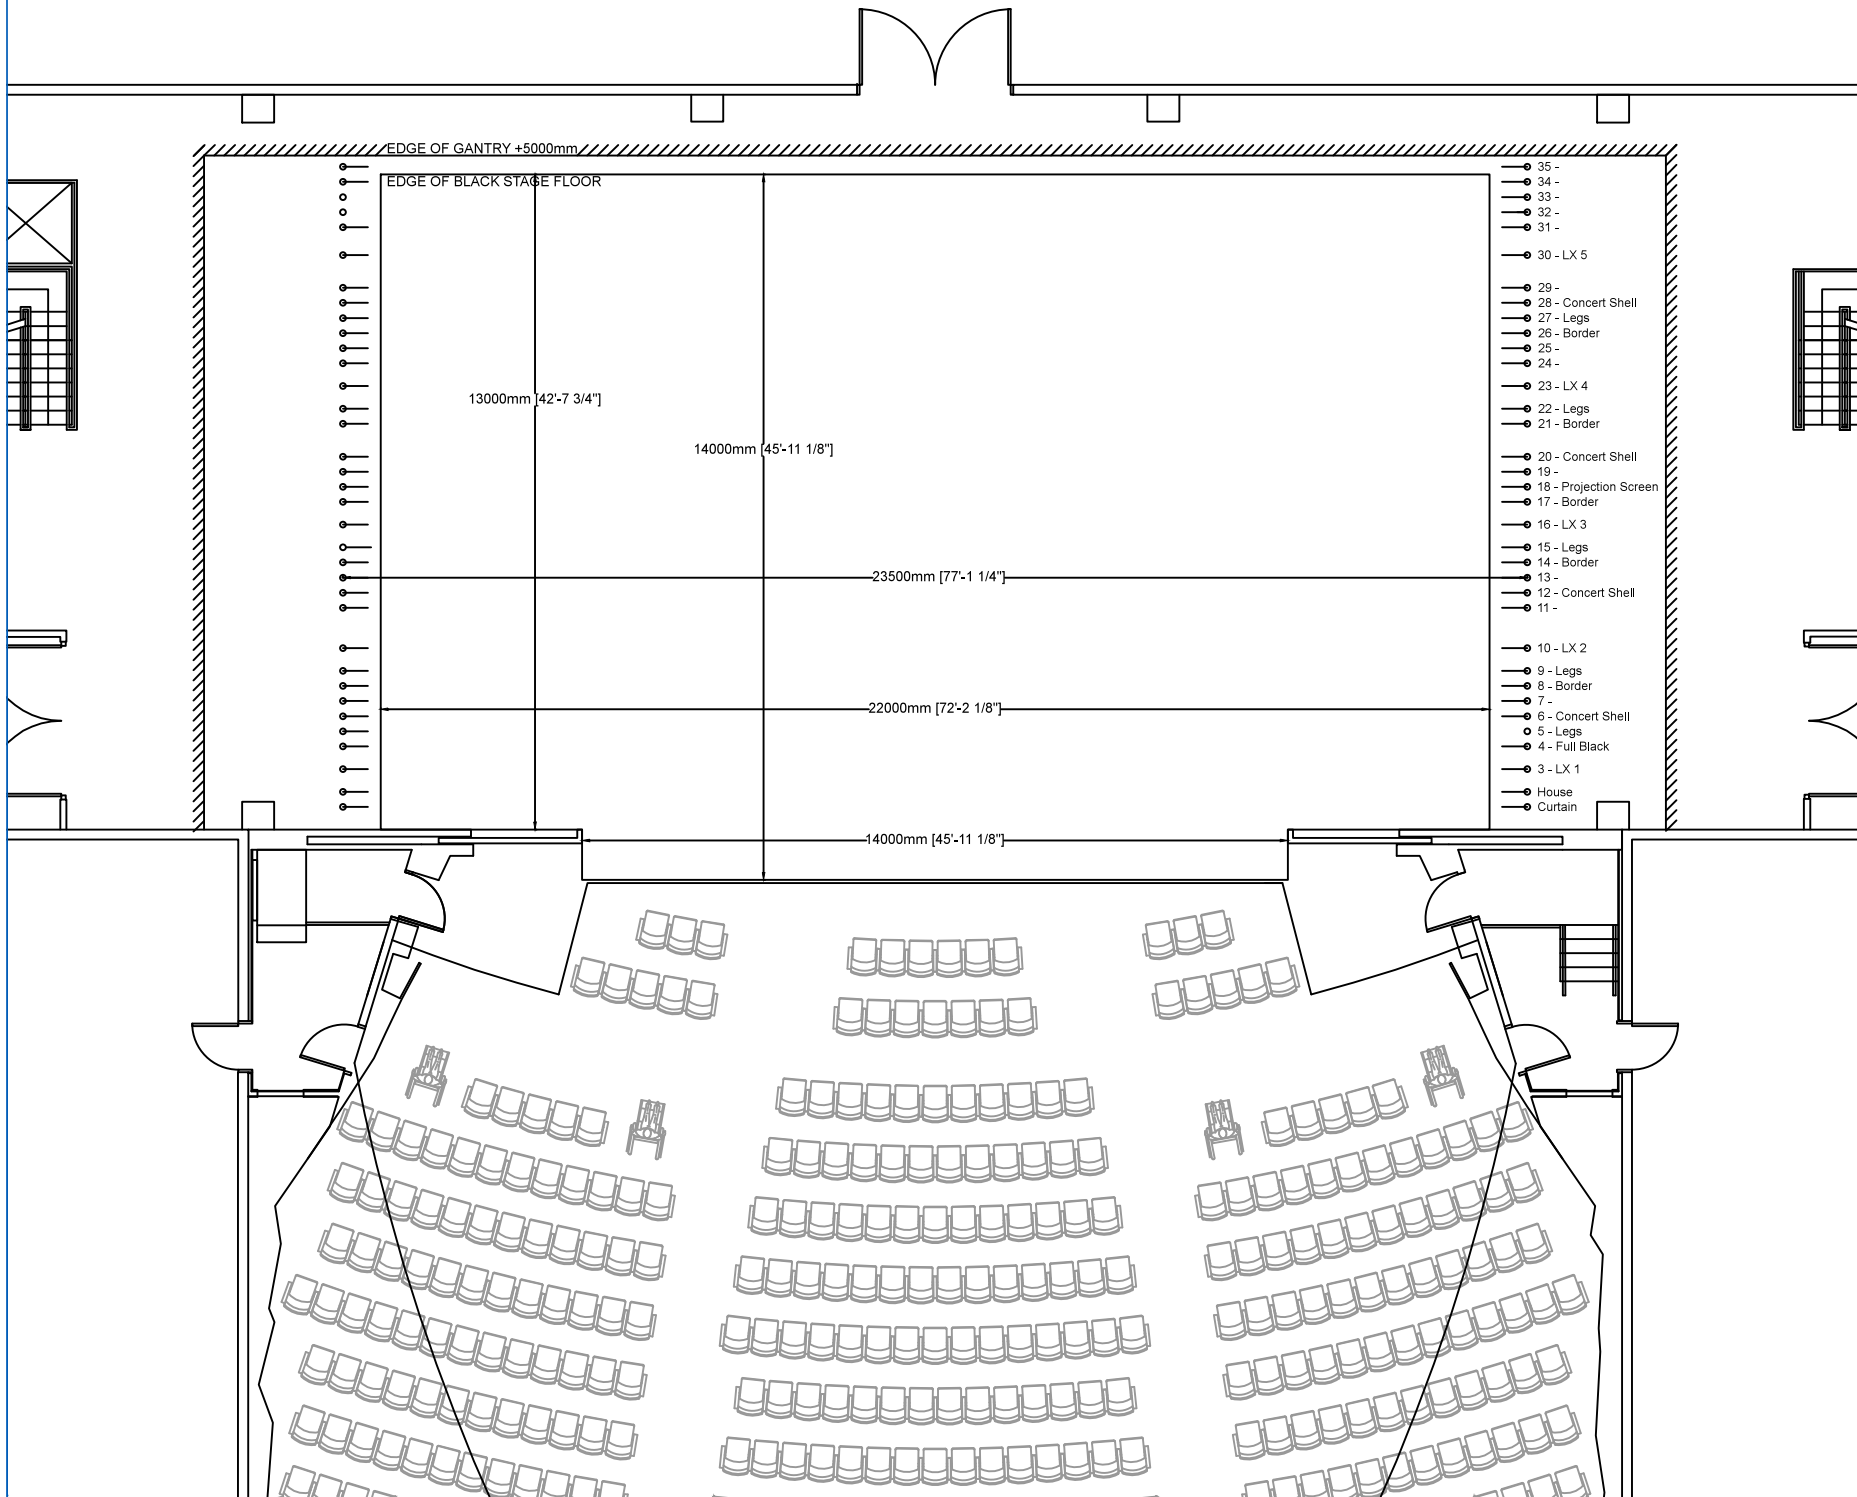 EDGE OF GANTRY +5000mm
EDGE OF BLACK STAGE FLOOR
35 -
34 -
33 -
32 -
31 -
30 - LX 5
29 -
28 - Concert Shell
27 - Legs
26 - Border
25 -
24 -
23 - LX 4
13000mm [42'-7 3/4"]
22 - Legs
21 - Border
14000mm [45'-11 1/8"]
20 - Concert Shell
19 -
18 - Projection Screen
17 - Border
16 - LX 3
15 - Legs
14 - Border
23500mm [77'-1 1/4"]
13 -
12 - Concert Shell
11 -
10 - LX 2
9 - Legs
8 - Border
7 -
22000mm [72'-2 1/8"]
6 - Concert Shell
5 - Legs
4 - Full Black
3 - LX 1
House
Curtain
14000mm [45'-11 1/8"]